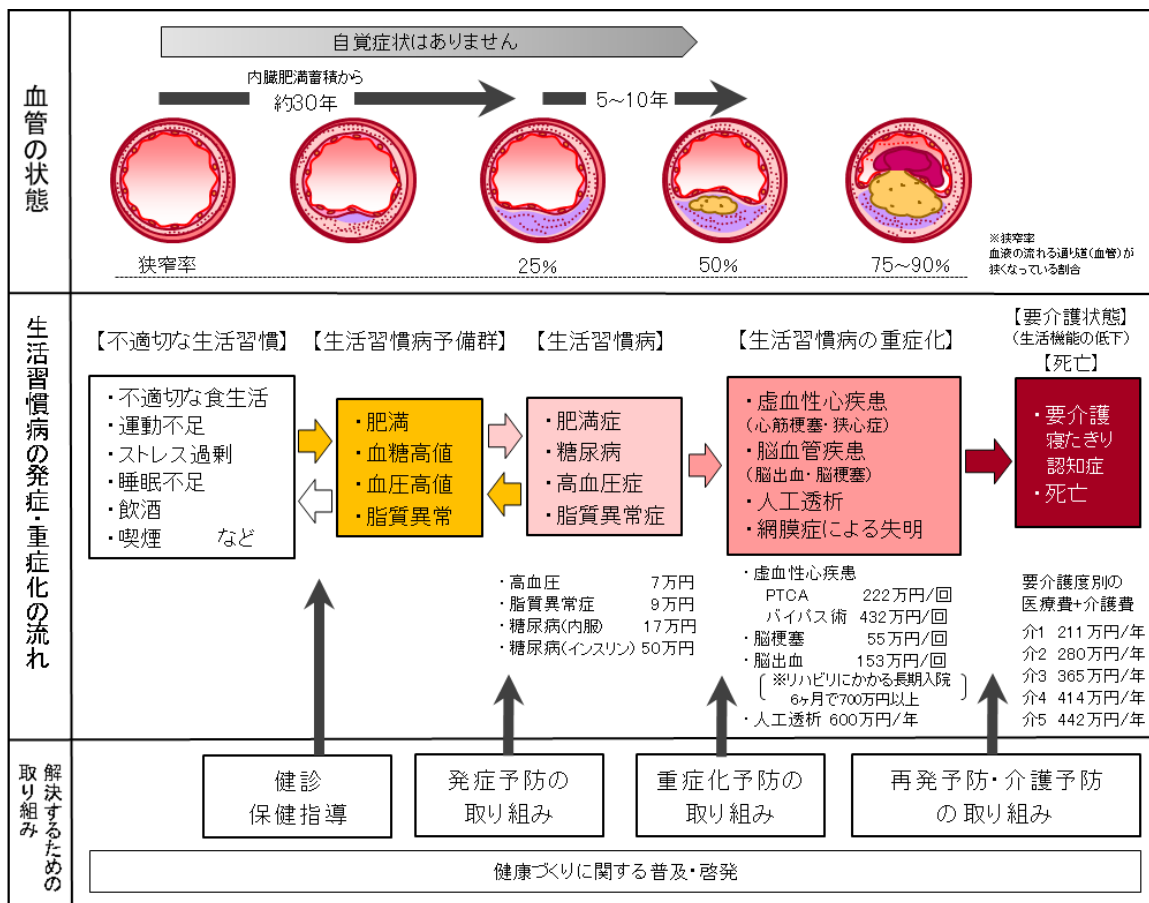 血管の状態
自覚症状はありません
内臓肥満蓄積から
約30年
5～10年
狭窄率
25%
50%
75～90%
※狭窄率
血液の流れる通り道(血管)が
狭くなっている割合
生活習慣病の発症・重症化の流れ
【不適切な生活習慣】
・不適切な食生活
・運動不足
・ストレス過剰
・睡眠不足
・飲酒
・喫煙　など
【生活習慣病予備群】
・肥満
・血糖高値
・血圧高値
・脂質異常
【生活習慣病】
・肥満症
・糖尿病
・高血圧症
・脂質異常症
・高血圧 7万円
・脂質異常症 9万円
・糖尿病(内服) 17万円
・糖尿病(インスリン) 50万円
【生活習慣病の重症化】
・虚血性心疾患
(心筋梗塞・狭心症)
・脳血管疾患
(脳出血・脳梗塞)
・人工透析
・網膜症による失明
・虚血性心疾患
PTCA 222万円/回
バイパス術 432万円/回
・脳梗塞 55万円/回
・脳出血 153万円/回
※リハビリにかかる長期入院
6ヶ月で700万円以上
・人工透析 600万円/年
【要介護状態】
(生活機能の低下)
【死亡】
・要介護
寝たきり
認知症
・死亡
要介護度別の
医療費+介護費
介1 211万円/年
介2 280万円/年
介3 365万円/年
介4 414万円/年
介5 442万円/年
解決するための
取り組み
健診
保健指導
発症予防の
取り組み
重症化予防の
取り組み
再発予防・介護予防
の取り組み
健康づくりに関する普及・啓発